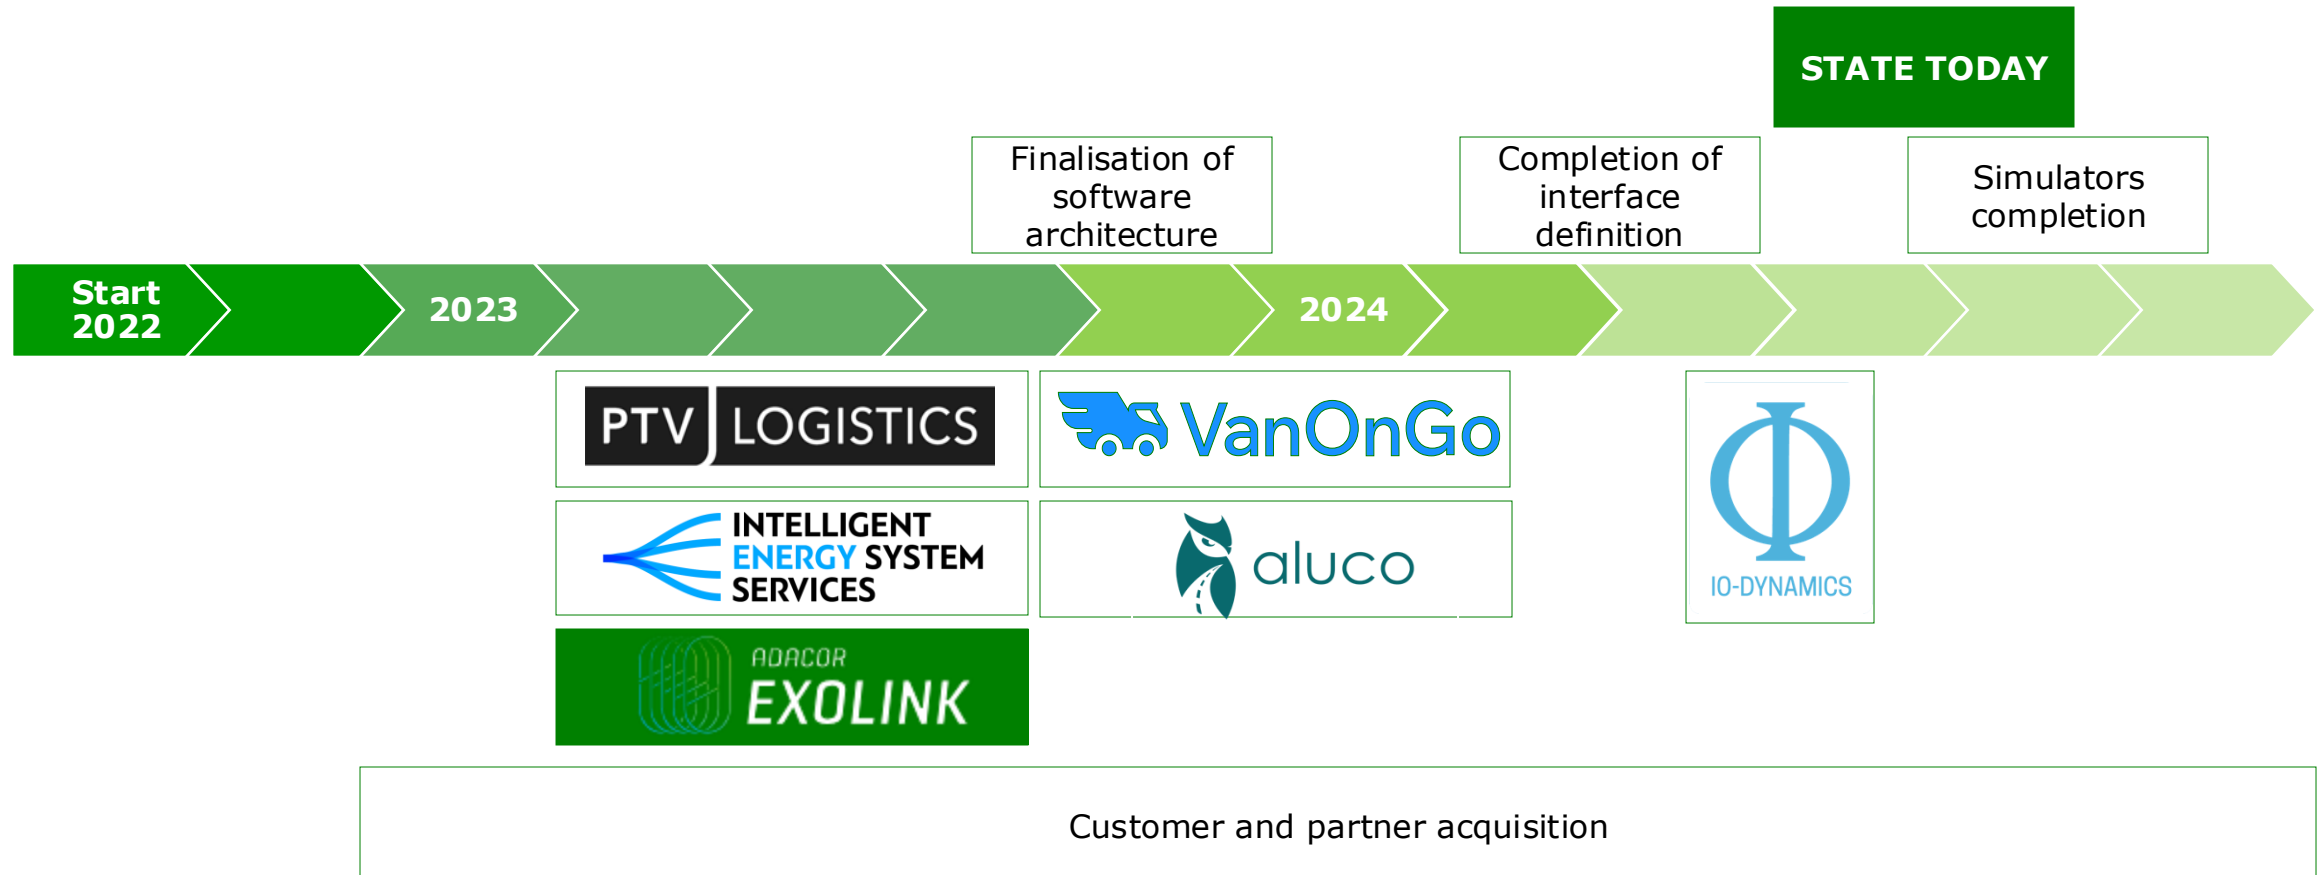 STATE TODAY
Finalisation of
software
architecture
Completion of
interface
definition
Simulators
completion
Start
2022
2023
2024
PTV LOGISTICS
VanOnGo
INTELLIGENT
ENERGY SYSTEM
SERVICES
aluco
IO-DYNAMICS
ADACOR
EXOLINK
Customer and partner acquisition